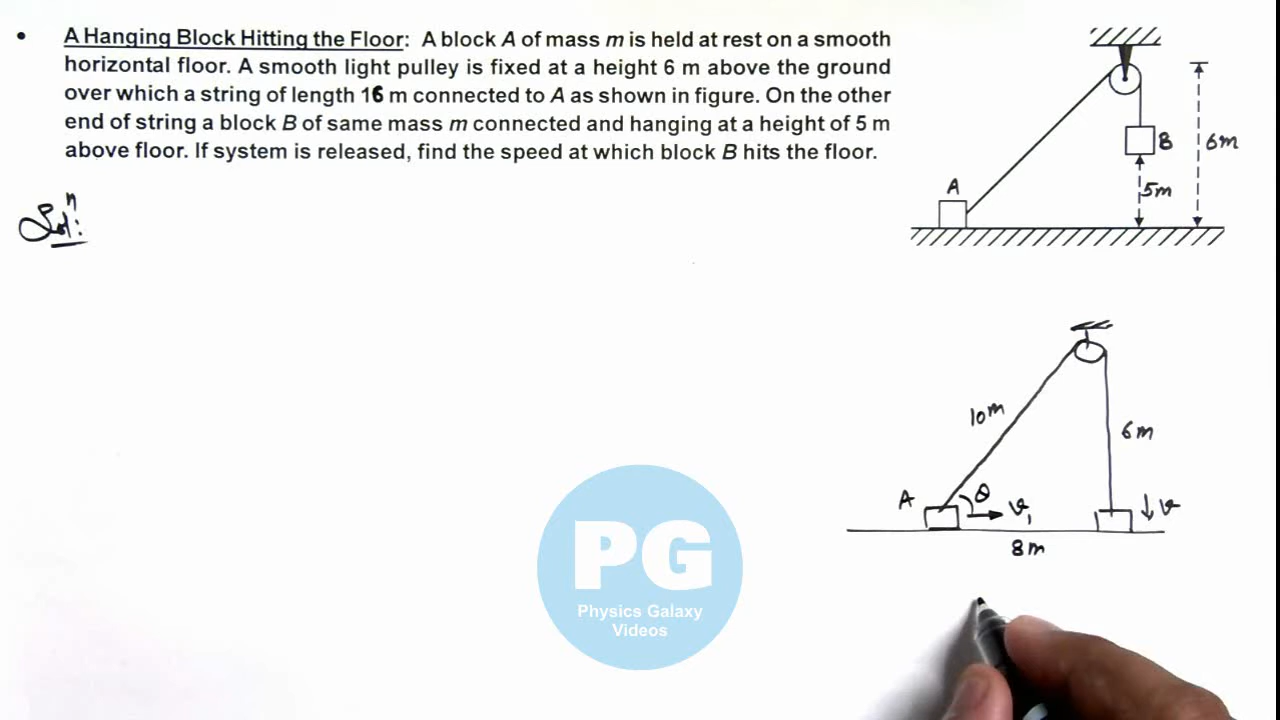 • A Hanging Block Hitting the Floor: A block A of mass m is held at rest on a smooth
horizontal floor. A smooth light pulley is fixed at a height 6 m above the ground
over which a string of length 16 m connected to A as shown in figure. On the other
end of string a block B of same mass m connected and hanging at a height of 5 m
above floor. If system is released, find the speed at which block B hits the floor.
Solⁿ:
B
6m
A
5m
10m
6m
A
θ
v₁
v
8m
PG
Physics Galaxy
Videos